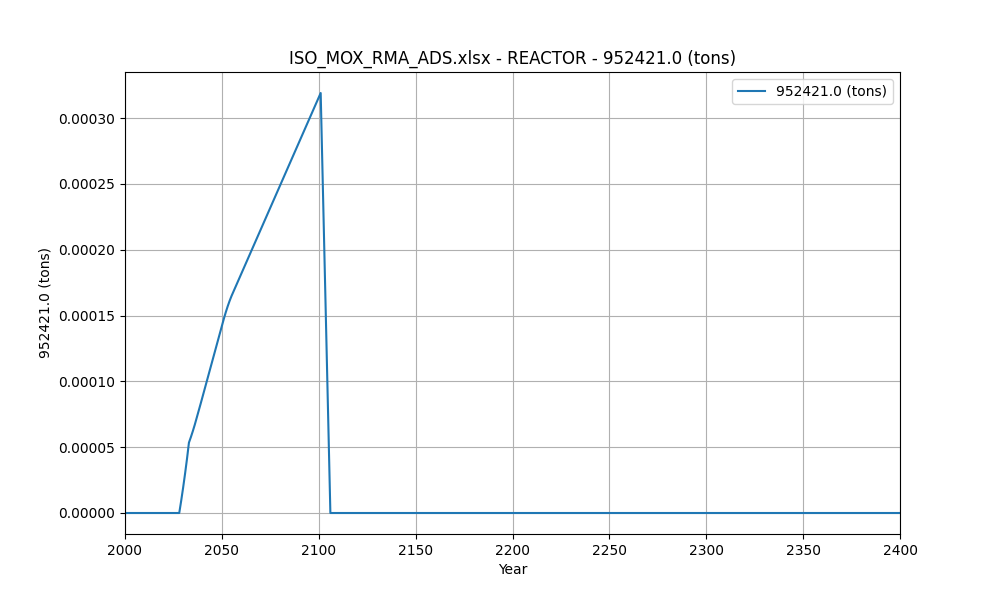 ISO_MOX_RMA_ADS.xlsx - REACTOR - 952421.0 (tons)
952421.0 (tons)
952421.0 (tons)
0.00030
0.00025
0.00020
0.00015
0.00010
0.00005
0.00000
2000 2050 2100 2150 2200 2250 2300 2350 2400
Year